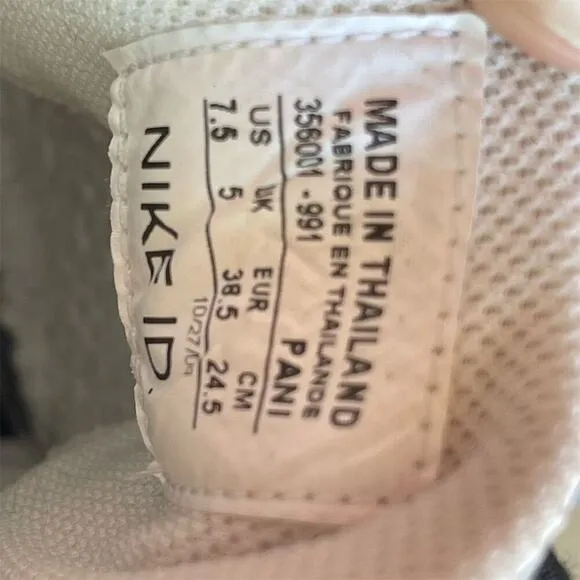 MADE IN THAILAND
FABRIQUE EN THAILANDE
356001 - 991 PANI
US UK EUR CM
7.5 5 38.5 24.5
NIKE ID.